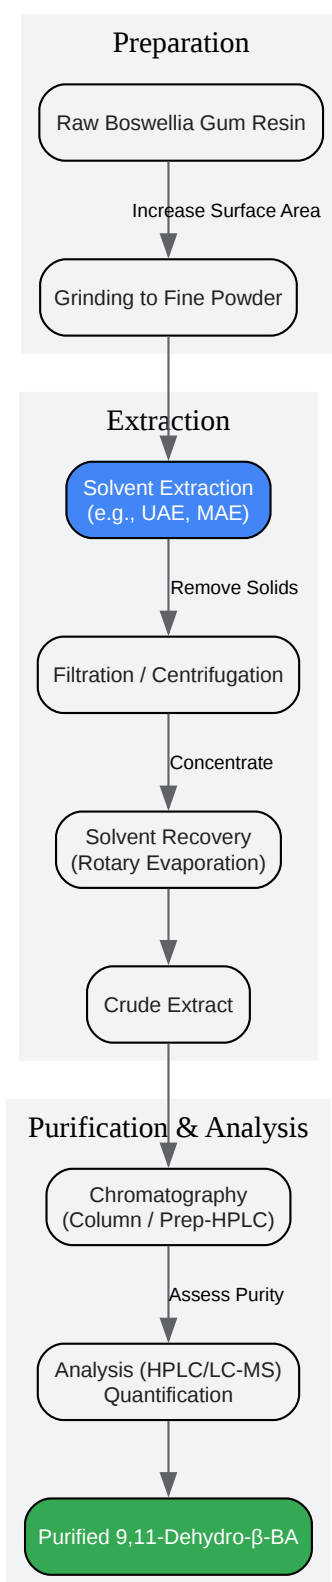 Preparation
Raw Boswellia Gum Resin
Increase Surface Area
Grinding to Fine Powder
Extraction
Solvent Extraction
(e.g., UAE, MAE)
Remove Solids
Filtration / Centrifugation
Concentrate
Solvent Recovery
(Rotary Evaporation)
Crude Extract
Purification & Analysis
Chromatography
(Column / Prep-HPLC)
Assess Purity
Analysis (HPLC/LC-MS)
Quantification
Purified 9,11-Dehydro-β-BA